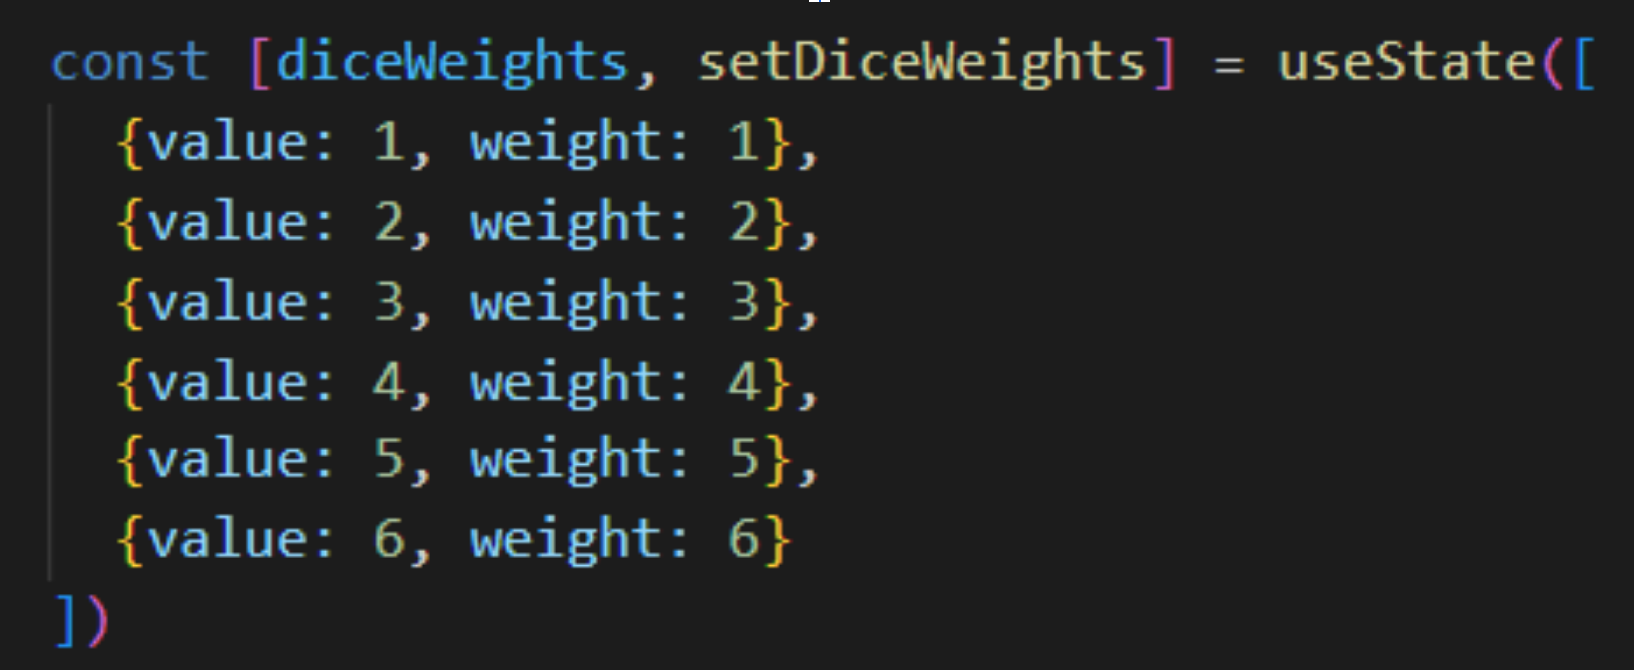 const [diceWeights, setDiceWeights] = useState([
{value: 1, weight: 1},
{value: 2, weight: 2},
{value: 3, weight: 3},
{value: 4, weight: 4},
{value: 5, weight: 5},
{value: 6, weight: 6}
])